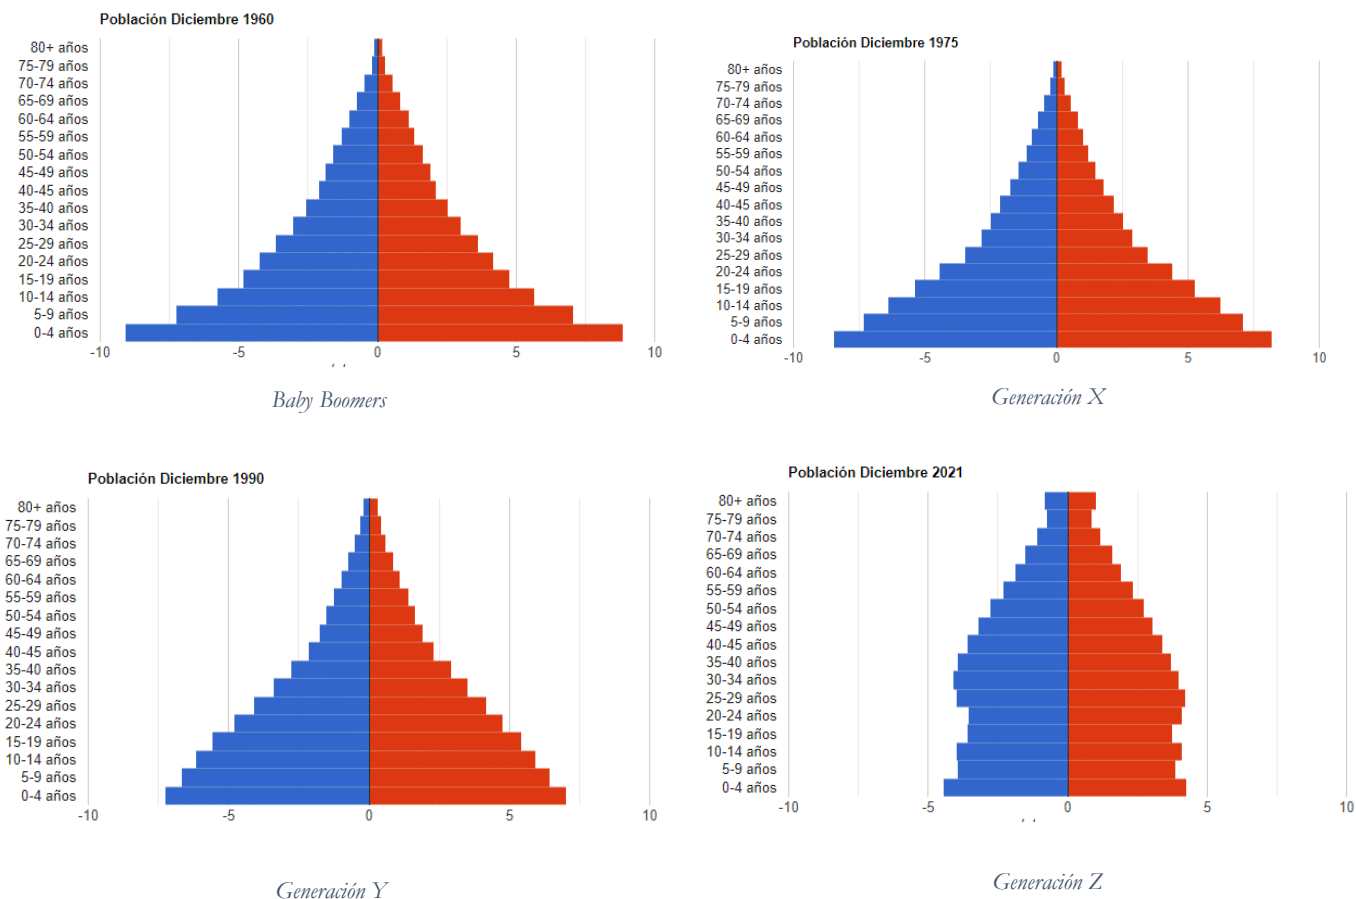 Población Diciembre 1960
80+ años
75-79 años
70-74 años
65-69 años
60-64 años
55-59 años
50-54 años
45-49 años
40-45 años
35-40 años
30-34 años
25-29 años
20-24 años
15-19 años
10-14 años
5-9 años
0-4 años
-10 -5 0 5 10
Baby Boomers
Población Diciembre 1975
80+ años
75-79 años
70-74 años
65-69 años
60-64 años
55-59 años
50-54 años
45-49 años
40-45 años
35-40 años
30-34 años
25-29 años
20-24 años
15-19 años
10-14 años
5-9 años
0-4 años
-10 -5 0 5 10
Generación X
Población Diciembre 1990
80+ años
75-79 años
70-74 años
65-69 años
60-64 años
55-59 años
50-54 años
45-49 años
40-45 años
35-40 años
30-34 años
25-29 años
20-24 años
15-19 años
10-14 años
5-9 años
0-4 años
-10 -5 0 5 10
Generación Y
Población Diciembre 2021
80+ años
75-79 años
70-74 años
65-69 años
60-64 años
55-59 años
50-54 años
45-49 años
40-45 años
35-40 años
30-34 años
25-29 años
20-24 años
15-19 años
10-14 años
5-9 años
0-4 años
-10 -5 0 5 10
Generación Z